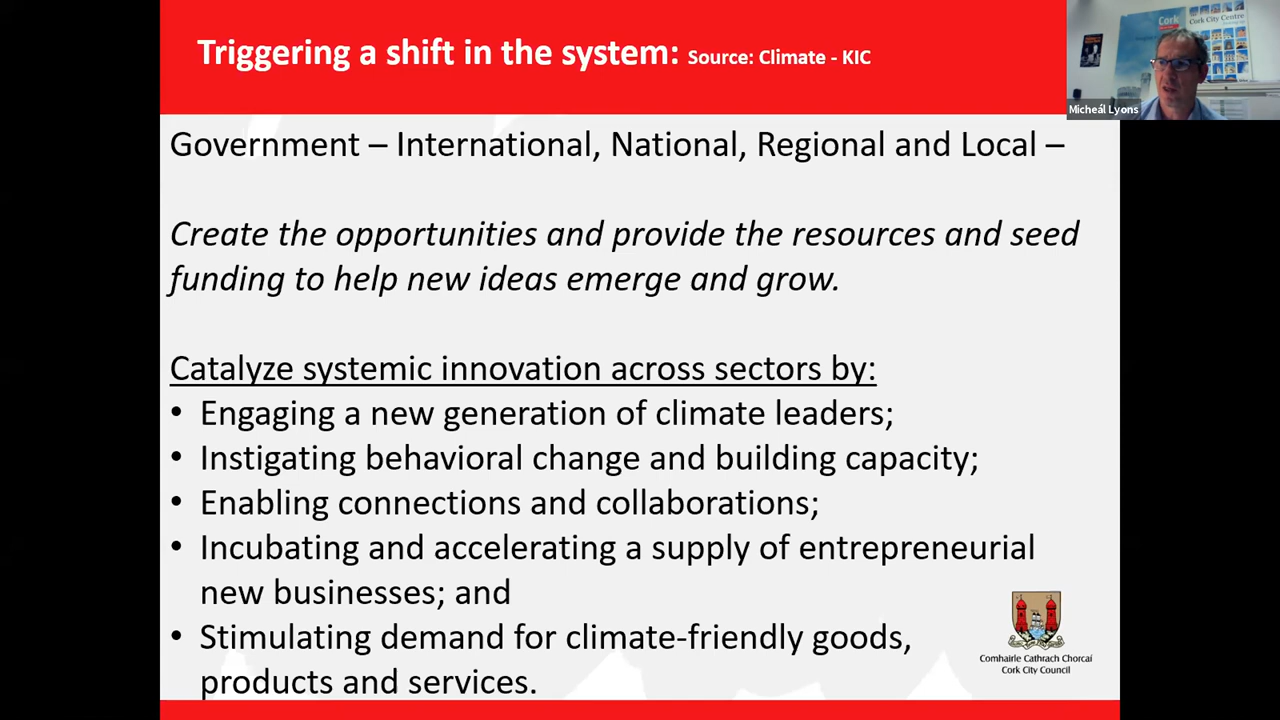 Triggering a shift in the system: Source: Climate - KIC
Cork
Cork City Centre
Micheál Lyons
Government – International, National, Regional and Local –
Create the opportunities and provide the resources and seed
funding to help new ideas emerge and grow.
Catalyze systemic innovation across sectors by:
• Engaging a new generation of climate leaders;
• Instigating behavioral change and building capacity;
• Enabling connections and collaborations;
• Incubating and accelerating a supply of entrepreneurial
new businesses; and
• Stimulating demand for climate-friendly goods,
products and services.
Comhairle Cathrach Chorcaí
Cork City Council